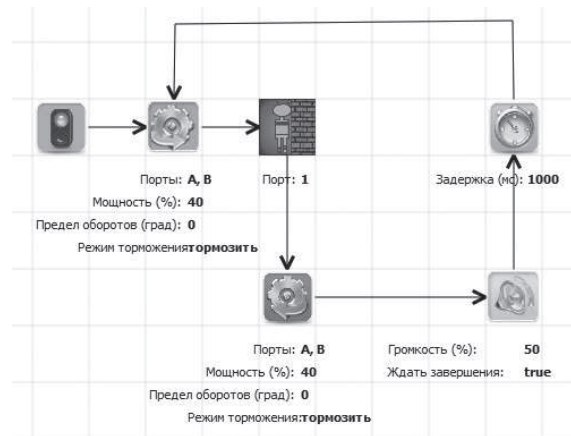 Порты: A, B
Порт: 1
Задержка (мс): 1000
Мощность (%): 40
Предел оборотов (град): 0
Режим торможениятормозить
Порты: A, B
Громкость (%): 50
Мощность (%): 40
Ждать завершения: true
Предел оборотов (град): 0
Режим торможения:тормозить